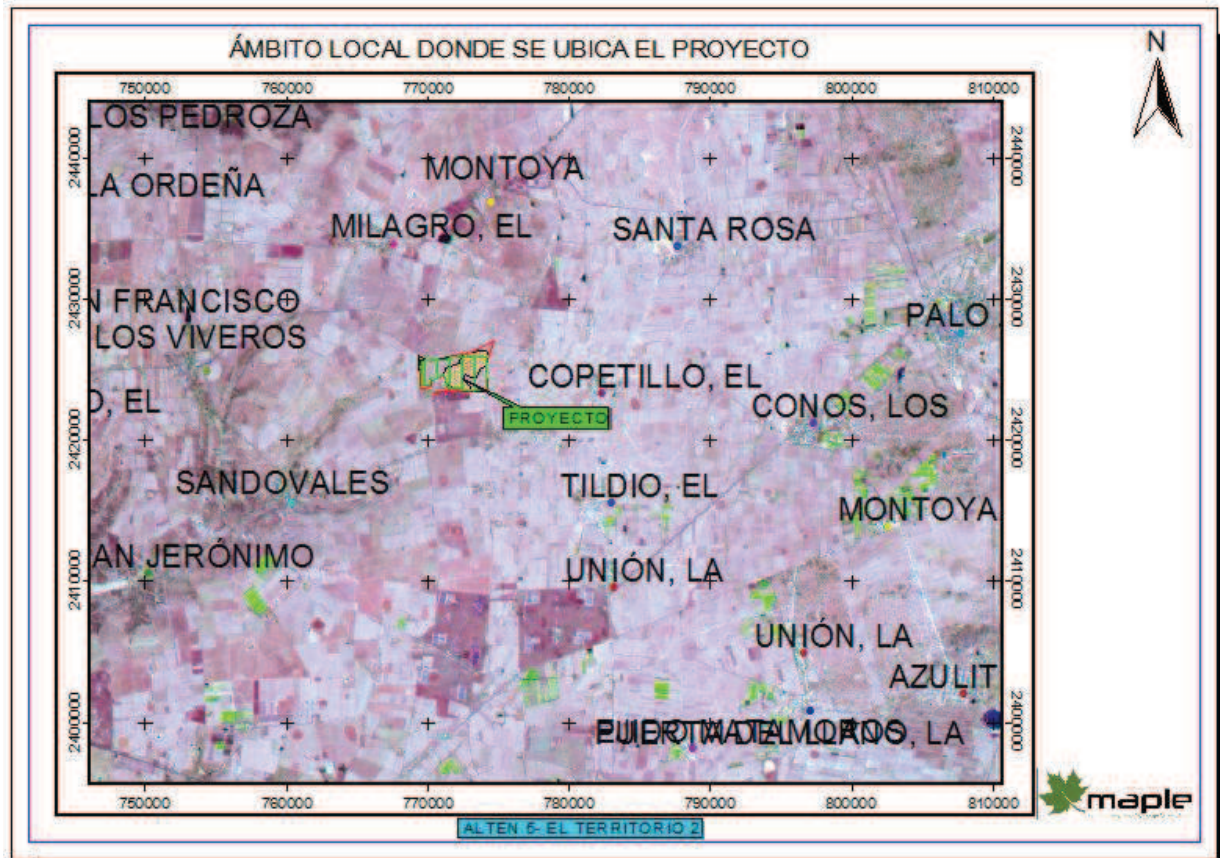 ÁMBITO LOCAL DONDE SE UBICA EL PROYECTO
N
750000 760000 770000 780000 790000 800000 810000
LOS PEDROZA
2440000 2440000
MONTOYA
LA ORDEÑA
MILAGRO, EL
SANTA ROSA
2430000 2430000
N FRANCISCO
PALO
LOS VIVEROS
COPETILLO, EL
O, EL
CONOS, LOS
PROYECTO
2420000 2420000
SANDOVALES
TILDIO, EL
MONTOYA
AN JERÓNIMO
UNIÓN, LA
2410000 2410000
UNIÓN, LA
AZULIT
2400000 2400000
750000 760000 770000 780000 790000 800000 810000
maple
ALTEN 5- EL TERRITORIO 2